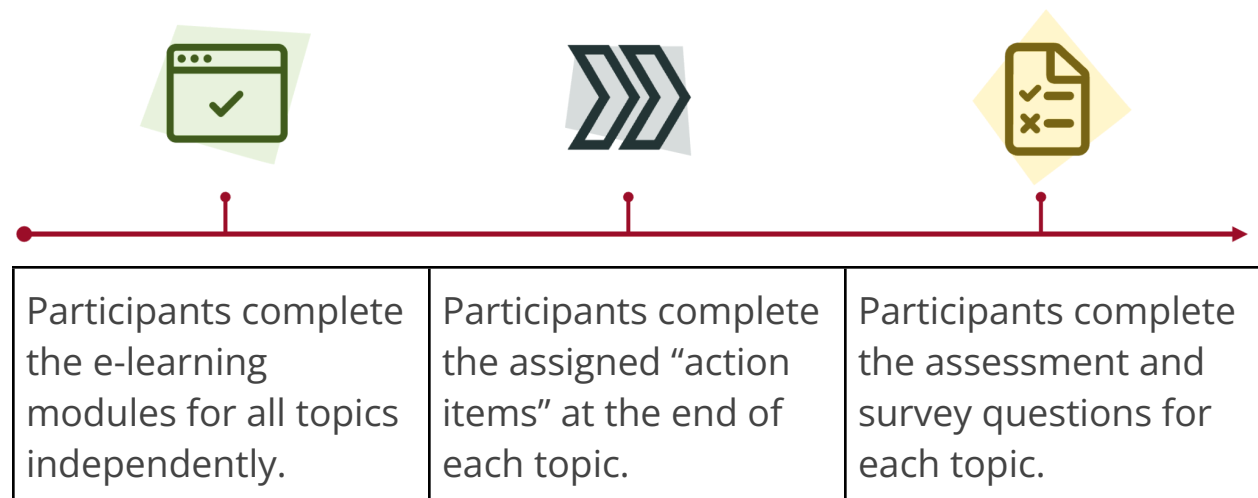 Participants complete
the e-learning
modules for all topics
independently.
Participants complete
the assigned “action
items” at the end of
each topic.
Participants complete
the assessment and
survey questions for
each topic.